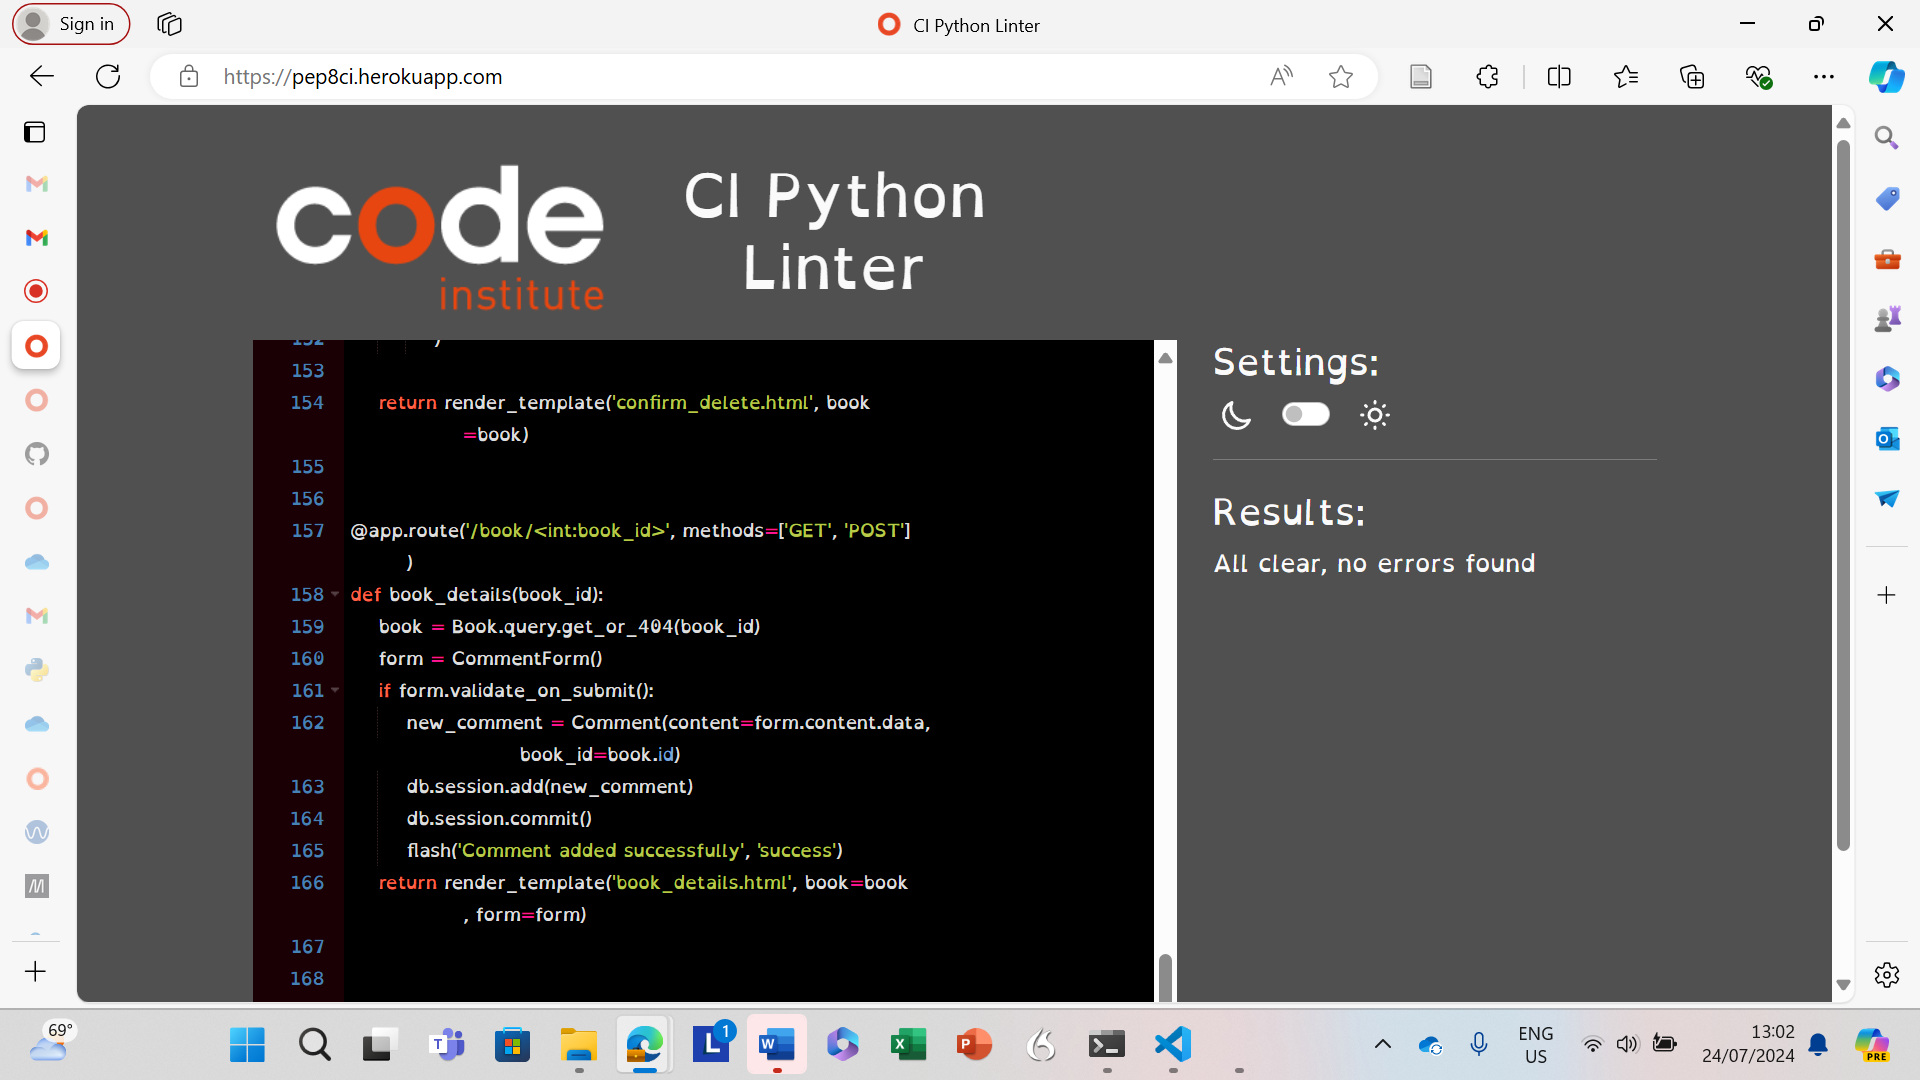 Sign in
CI Python Linter
https://pep8ci.herokuapp.com
code
institute
CI Python
Linter
152 )
153
154 return render_template('confirm_delete.html', book
=book)
155
156
157 @app.route('/book/<int:book_id>', methods=['GET', 'POST']
)
158 def book_details(book_id):
159 book = Book.query.get_or_404(book_id)
160 form = CommentForm()
161 if form.validate_on_submit():
162 new_comment = Comment(content=form.content.data,
book_id=book.id)
163 db.session.add(new_comment)
164 db.session.commit()
165 flash('Comment added successfully', 'success')
166 return render_template('book_details.html', book=book
, form=form)
167
168
Settings:
Results:
All clear, no errors found
69°
1
ENG
US
13:02
24/07/2024
PRE